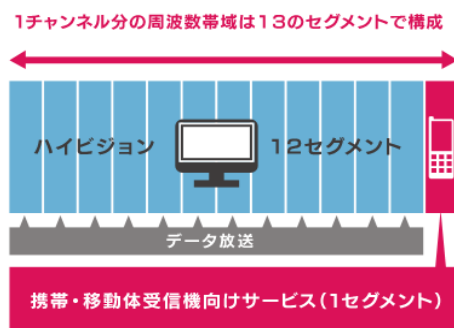 1チャンネル分の周波数帯域は13のセグメントで構成
ハイビジョン 12セグメント
データ放送
携帯・移動体受信機向けサービス(1セグメント)